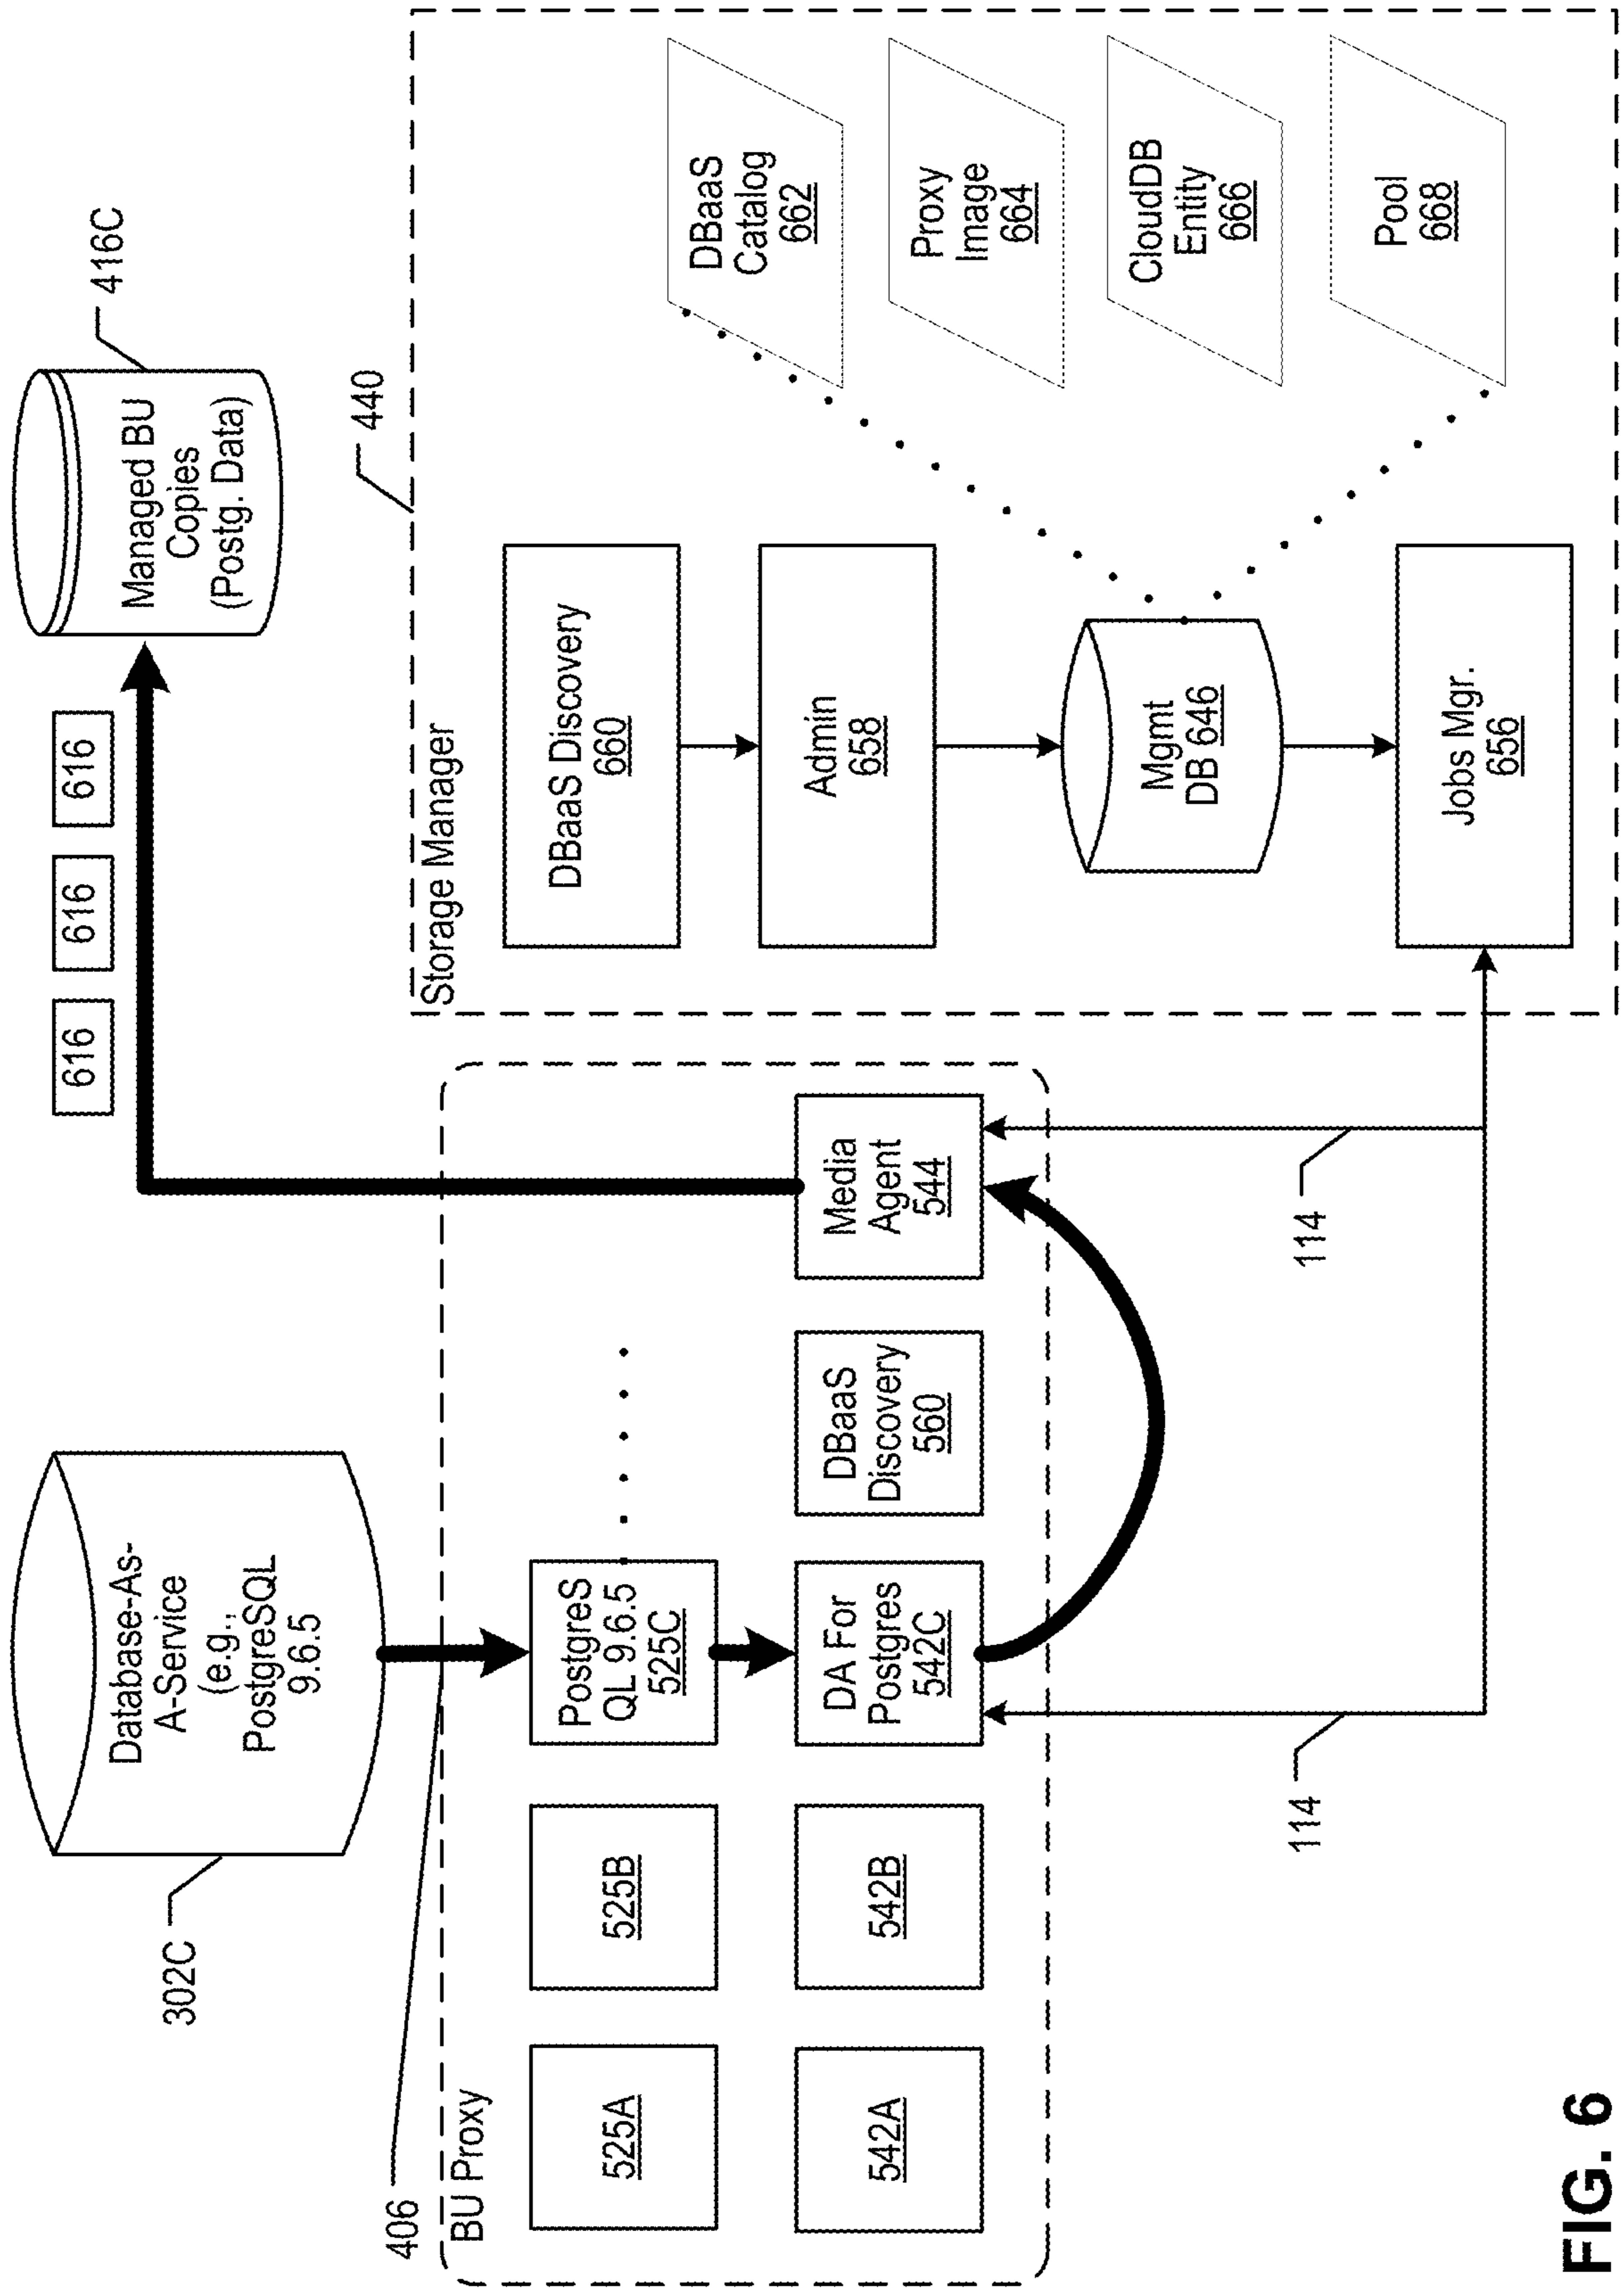 302C
Database-As-
A-Service
(e.g.,
PostgreSQL
9.6.5
616
616
616
Managed BU
Copies
(Postg. Data)
416C
406
BU Proxy
525A
525B
PostgreS
QL 9.6.5
525C
542A
542B
DA For
Postgres
542C
DBaaS
Discovery
560
Media
Agent
544
114
114
440
Storage Manager
DBaaS Discovery
660
Admin
658
Mgmt
DB 646
Jobs Mgr.
656
DBaaS
Catalog
662
Proxy
Image
664
CloudDB
Entity
666
Pool
668
FIG. 6